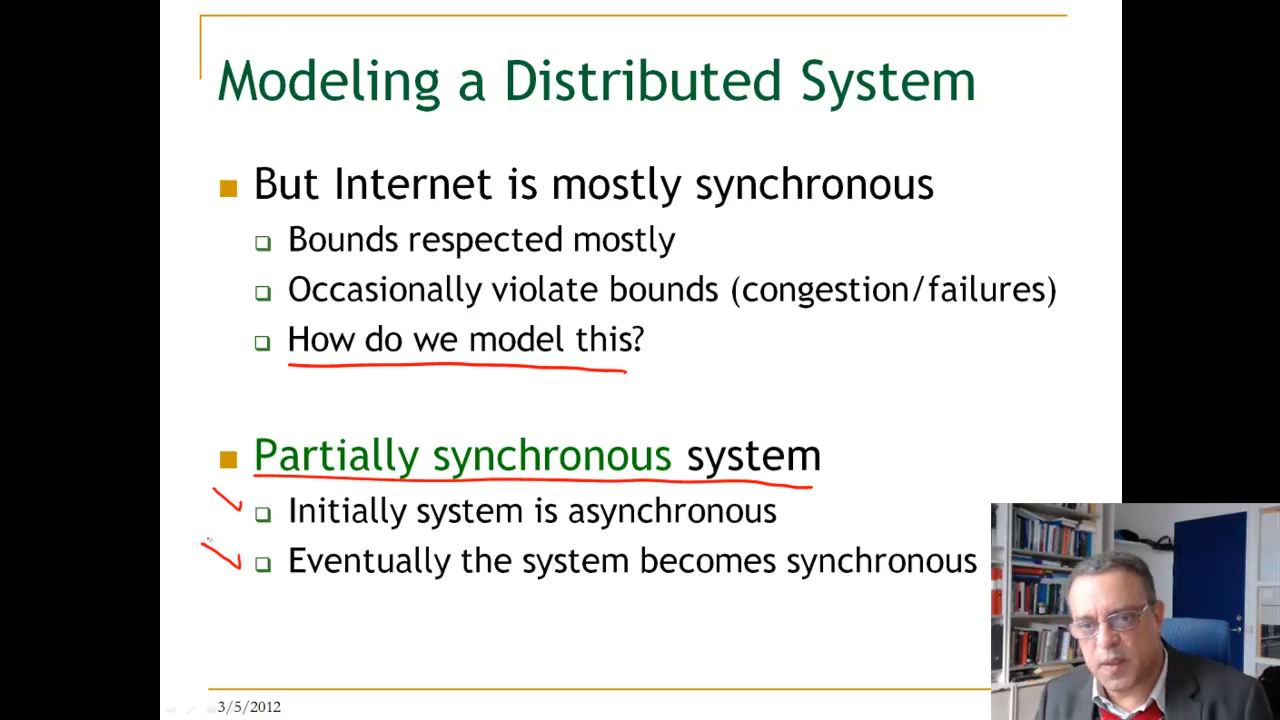 Modeling a Distributed System
But Internet is mostly synchronous
Bounds respected mostly
Occasionally violate bounds (congestion/failures)
How do we model this?
Partially synchronous system
Initially system is asynchronous
Eventually the system becomes synchronous
3/5/2012